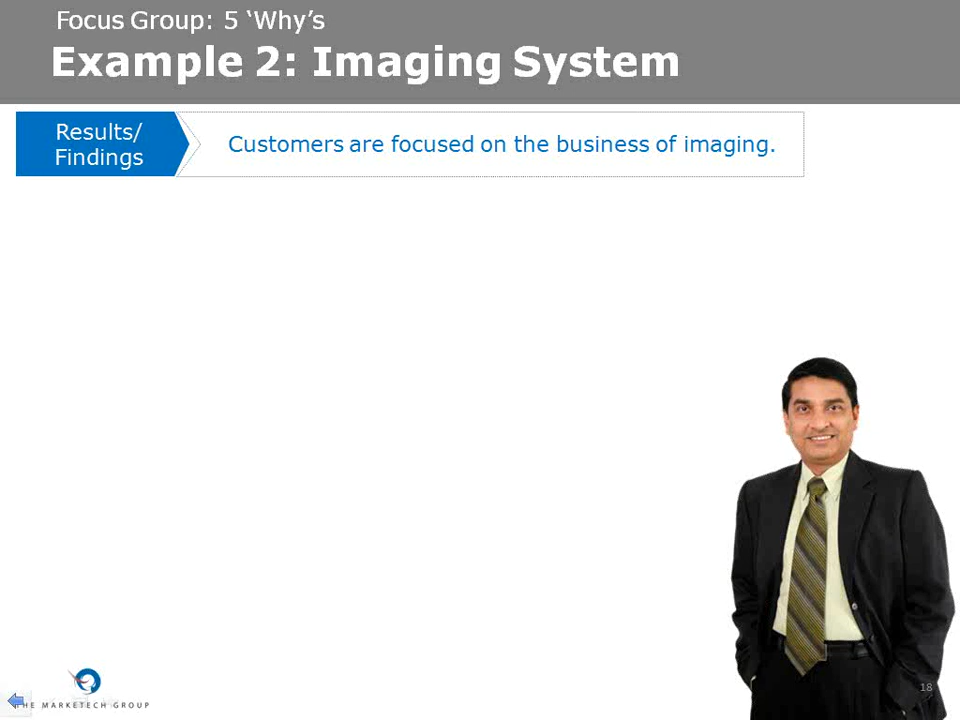 Focus Group: 5 ‘Why’s
Example 2: Imaging System
Results/
Findings
Customers are focused on the business of imaging.
18
THE MARKETECH GROUP